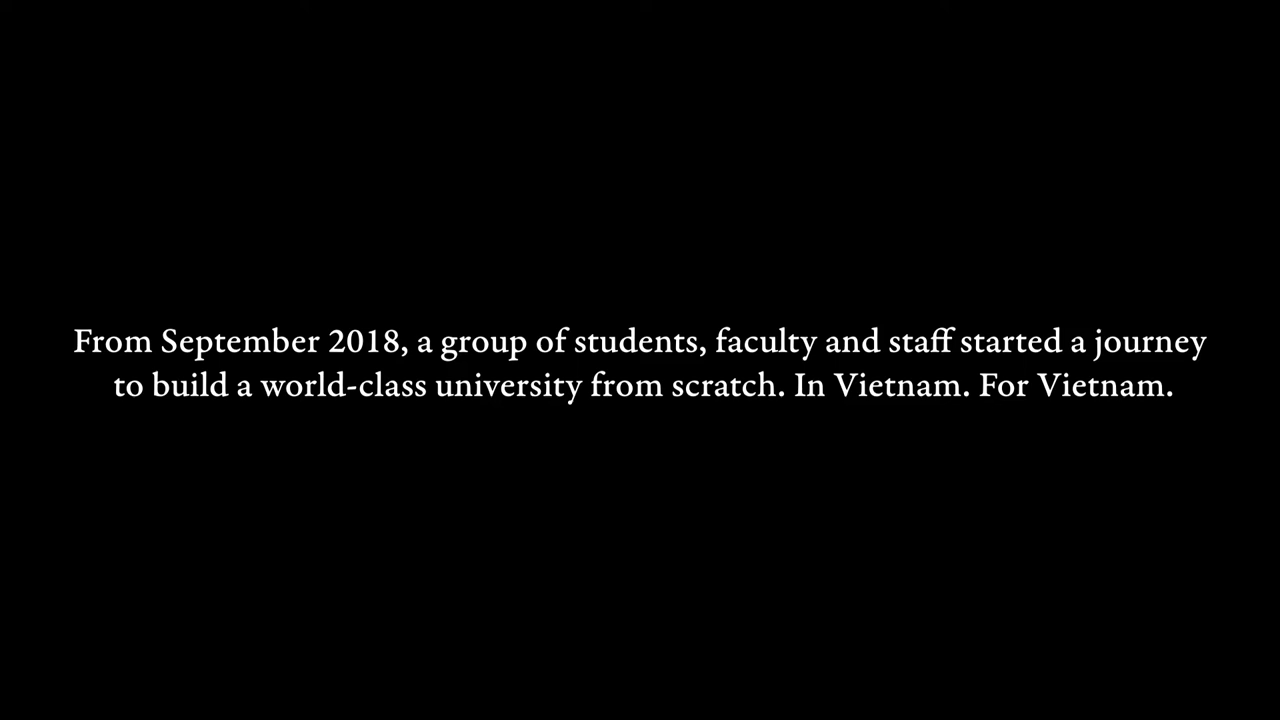 From September 2018, a group of students, faculty and staff started a journey
to build a world-class university from scratch. In Vietnam. For Vietnam.